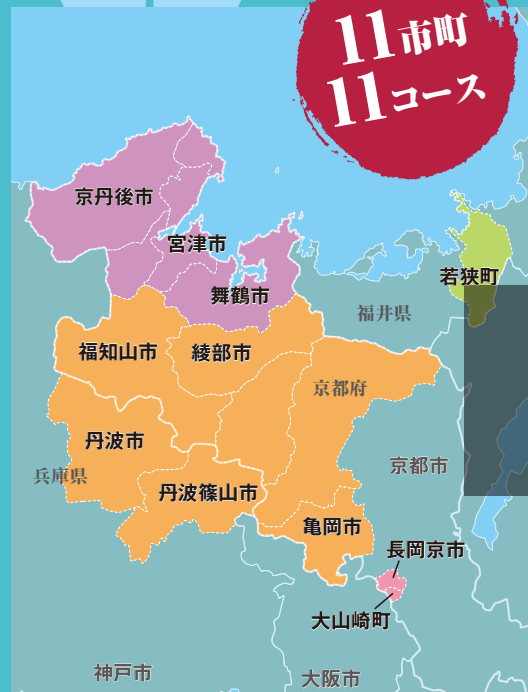 11市町
11コース
京丹後市
宮津市
舞鶴市
若狭町
福井県
福知山市
綾部市
京都府
丹波市
京都市
兵庫県
丹波篠山市
亀岡市
長岡京市
大山崎町
神戸市
大阪市